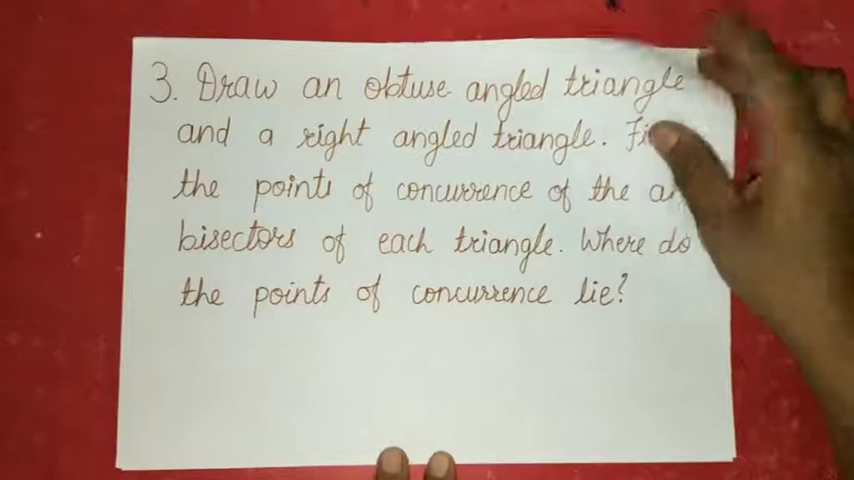 3. Draw an obtuse angled triangle
and a right angled triangle.
the points of concurrence of the
bisectors of each triangle. Where do
the points of concurrence lie?